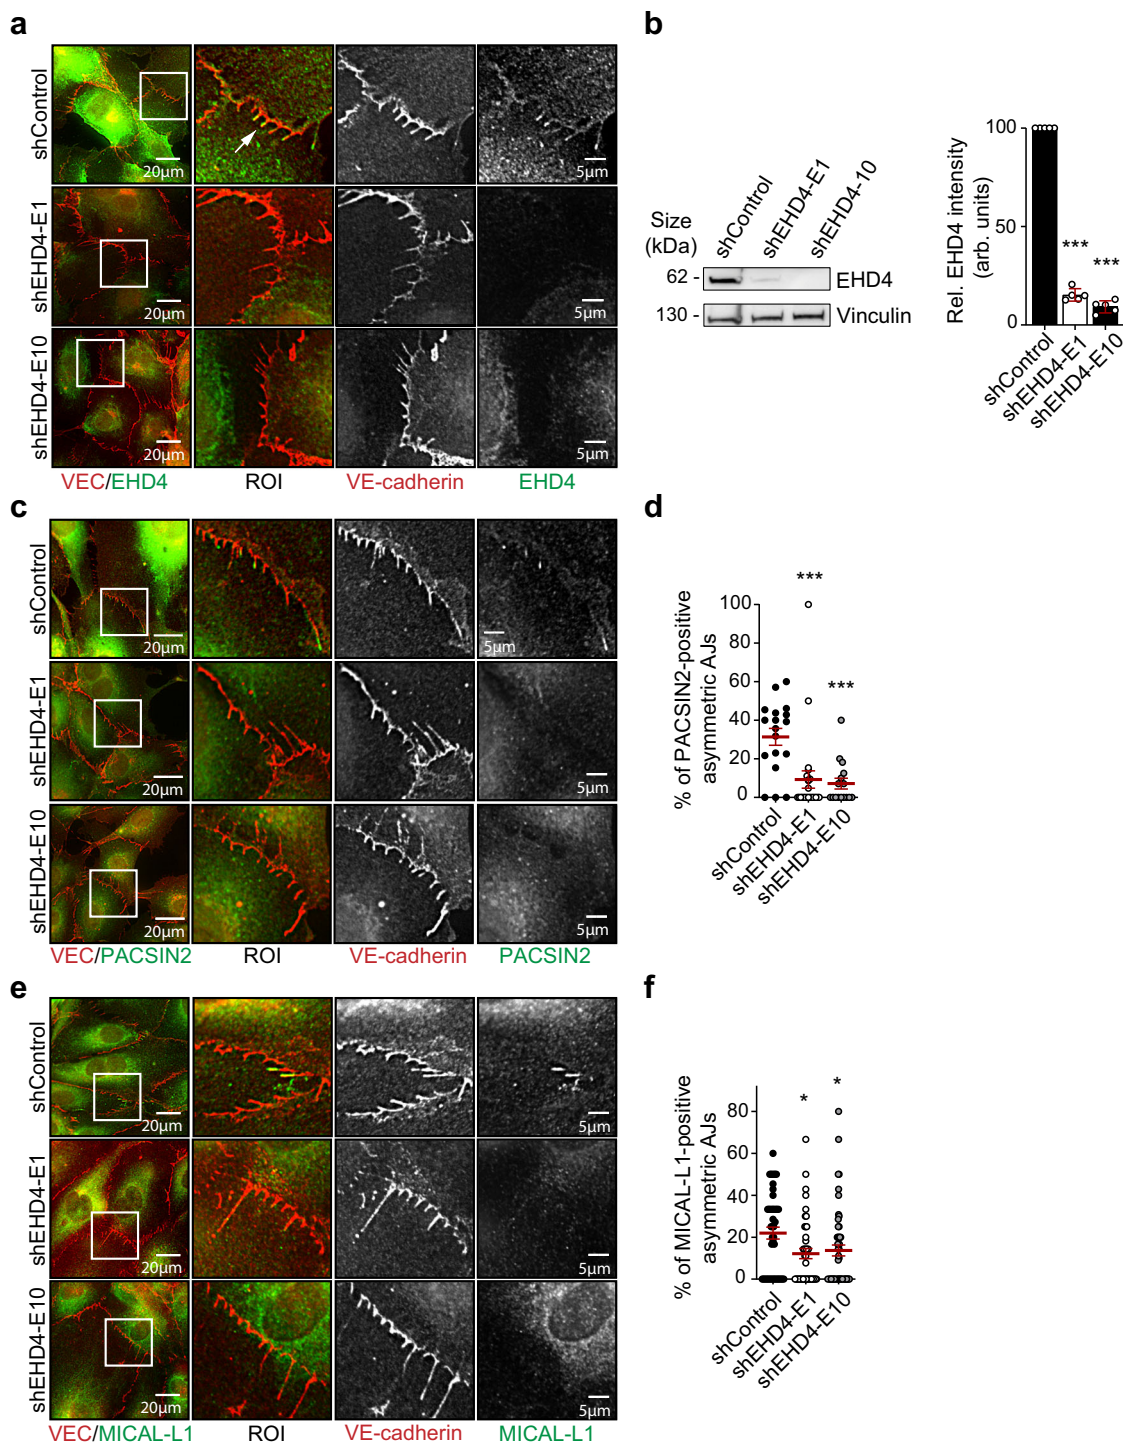 a
shControl
20µm
5µm
shEHD4-E1
20µm
5µm
shEHD4-E10
20µm
5µm
VEC/EHD4 ROI VE-cadherin EHD4
b
Size
(kDa)
shControl
shEHD4-E1
shEHD4-10
62 - EHD4
130 - Vinculin
Rel. EHD4 intensity
(arb. units)
100
50
0
***
***
shControl
shEHD4-E1
shEHD4-E10
c
shControl
20µm
5µm
shEHD4-E1
20µm
5µm
shEHD4-E10
20µm
5µm
VEC/PACSIN2 ROI VE-cadherin PACSIN2
d
% of PACSIN2-positive
asymmetric AJs
100
80
60
40
20
0
***
***
shControl
shEHD4-E1
shEHD4-E10
e
shControl
20µm
5µm
shEHD4-E1
20µm
5µm
shEHD4-E10
20µm
5µm
VEC/MICAL-L1 ROI VE-cadherin MICAL-L1
f
% of MICAL-L1-positive
asymmetric AJs
80
60
40
20
0
*
*
shControl
shEHD4-E1
shEHD4-E10